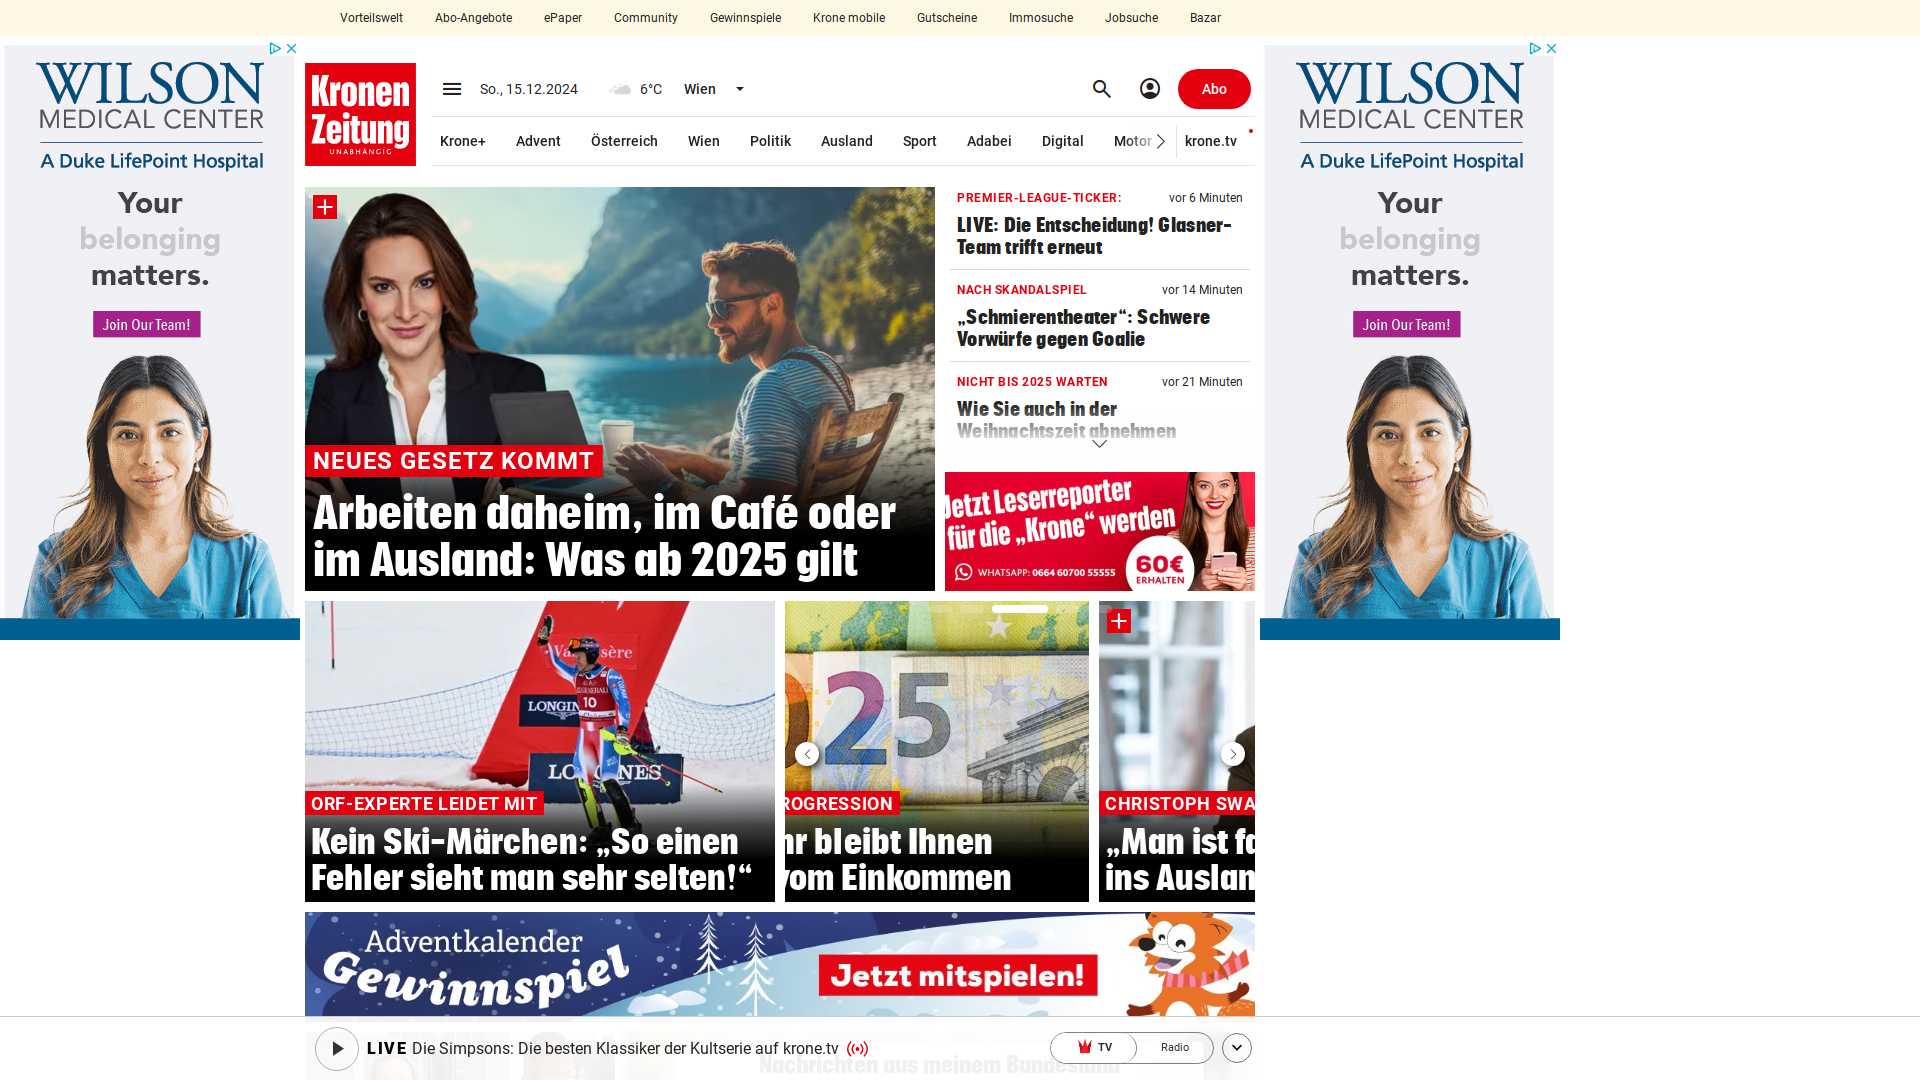 Vorteilswelt Abo-Angebote ePaper Community Gewinnspiele Krone mobile Gutscheine Immosuche Jobsuche Bazar
WILSON
MEDICAL CENTER
A Duke LifePoint Hospital
Your
belonging
matters.
Join Our Team!
Kronen
Zeitung
UNABHÄNGIG
So., 15.12.2024 6°C Wien
Abo
Krone+ Advent Österreich Wien Politik Ausland Sport Adabei Digital Motor krone.tv
NEUES GESETZ KOMMT
Arbeiten daheim, im Café oder
im Ausland: Was ab 2025 gilt
PREMIER-LEAGUE-TICKER: vor 6 Minuten
LIVE: Die Entscheidung! Glasner-
Team trifft erneut
NACH SKANDALSPIEL vor 14 Minuten
„Schmierentheater“: Schwere
Vorwürfe gegen Goalie
NICHT BIS 2025 WARTEN vor 21 Minuten
Wie Sie auch in der
Weihnachtszeit abnehmen
Jetzt Leserreporter
für die „Krone“ werden
WHATSAPP: 0664 60700 55555
60€
ERHALTEN
WILSON
MEDICAL CENTER
A Duke LifePoint Hospital
Your
belonging
matters.
Join Our Team!
10
LONGINES
ORF-EXPERTE LEIDET MIT
Kein Ski-Märchen: „So einen
Fehler sieht man sehr selten!“
025
ROGRESSION
hr bleibt Ihnen
vom Einkommen
CHRISTOPH SWA
„Man ist fa
ins Auslan
Adventkalender
Gewinnspiel
Jetzt mitspielen!
LIVE Die Simpsons: Die besten Klassiker der Kultserie auf krone.tv
TV Radio
Nachrichten aus meinem Bundesland